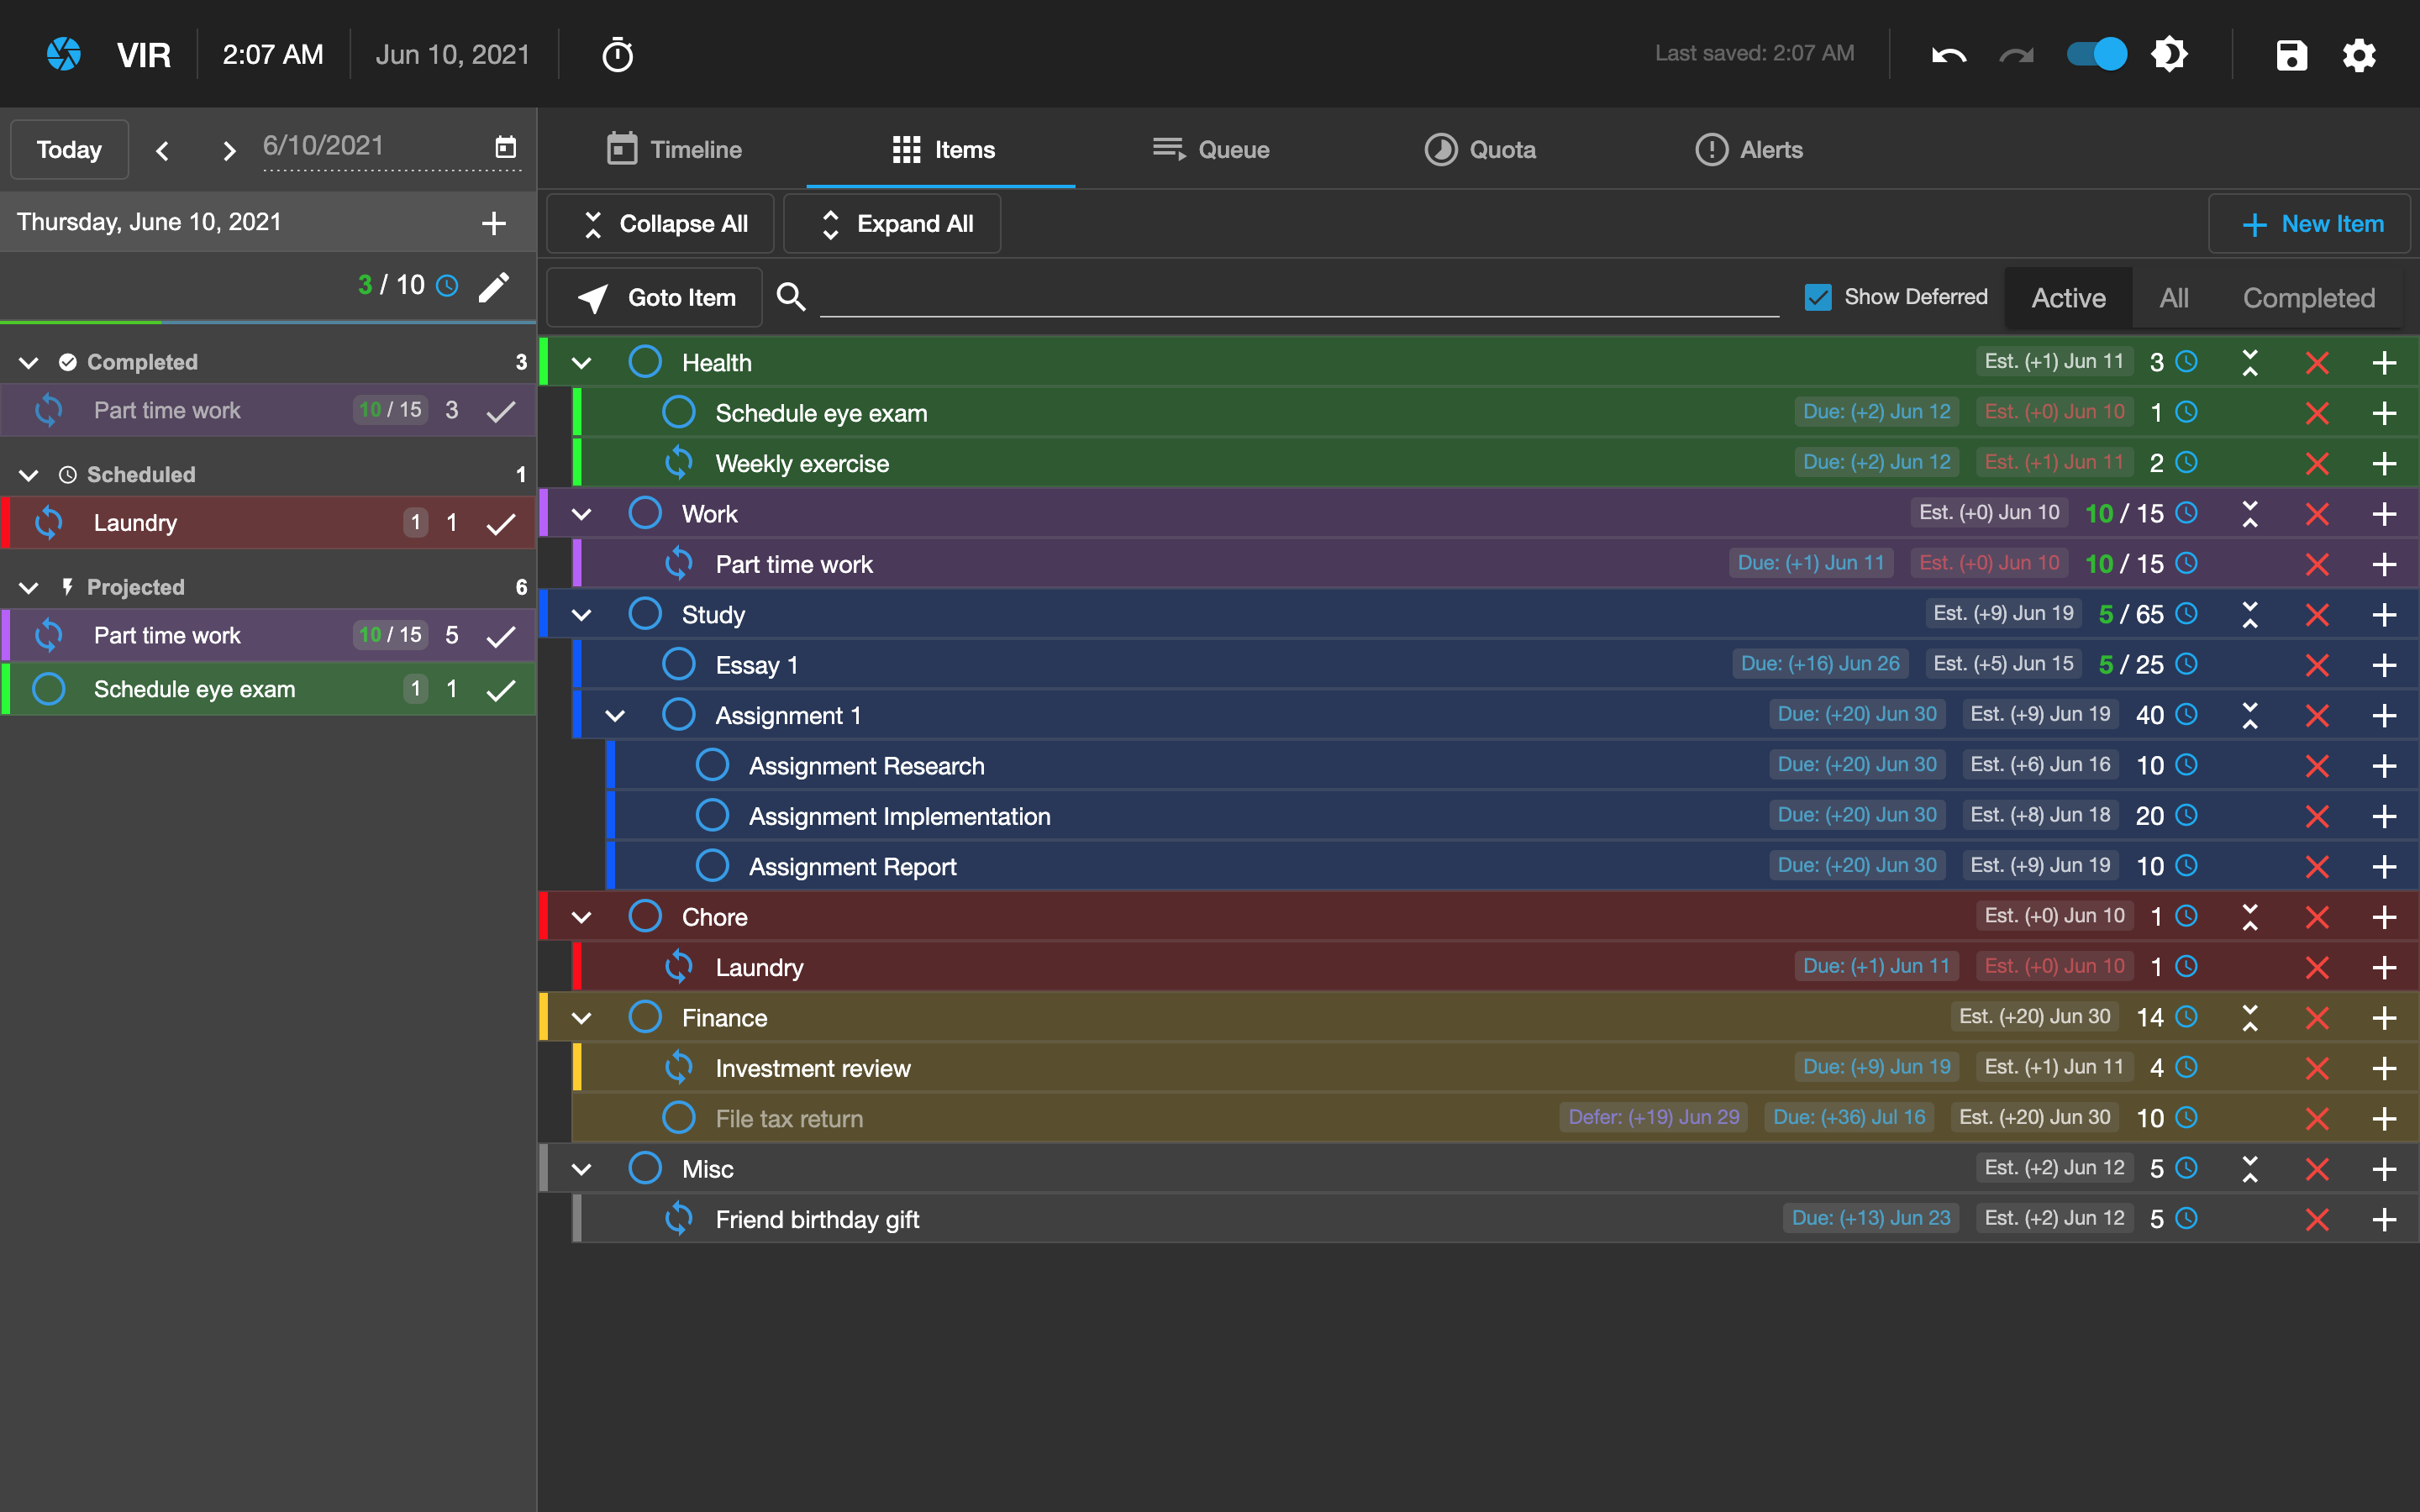 VIR 2:07 AM Jun 10, 2021 Last saved: 2:07 AM
Today 6/10/2021
Thursday, June 10, 2021
3 / 10
Completed 3
Part time work 10 / 15 3
Scheduled 1
Laundry 1 1
Projected 6
Part time work 10 / 15 5
Schedule eye exam 1 1
Timeline Items Queue Quota Alerts
Collapse All Expand All New Item
Goto Item Show Deferred Active All Completed
Health Est. (+1) Jun 11 3
Schedule eye exam Due: (+2) Jun 12 Est. (+0) Jun 10 1
Weekly exercise Due: (+2) Jun 12 Est. (+1) Jun 11 2
Work Est. (+0) Jun 10 10 / 15
Part time work Due: (+1) Jun 11 Est. (+0) Jun 10 10 / 15
Study Est. (+9) Jun 19 5 / 65
Essay 1 Due: (+16) Jun 26 Est. (+5) Jun 15 5 / 25
Assignment 1 Due: (+20) Jun 30 Est. (+9) Jun 19 40
Assignment Research Due: (+20) Jun 30 Est. (+6) Jun 16 10
Assignment Implementation Due: (+20) Jun 30 Est. (+8) Jun 18 20
Assignment Report Due: (+20) Jun 30 Est. (+9) Jun 19 10
Chore Est. (+0) Jun 10 1
Laundry Due: (+1) Jun 11 Est. (+0) Jun 10 1
Finance Est. (+20) Jun 30 14
Investment review Due: (+9) Jun 19 Est. (+1) Jun 11 4
File tax return Defer: (+19) Jun 29 Due: (+36) Jul 16 Est. (+20) Jun 30 10
Misc Est. (+2) Jun 12 5
Friend birthday gift Due: (+13) Jun 23 Est. (+2) Jun 12 5